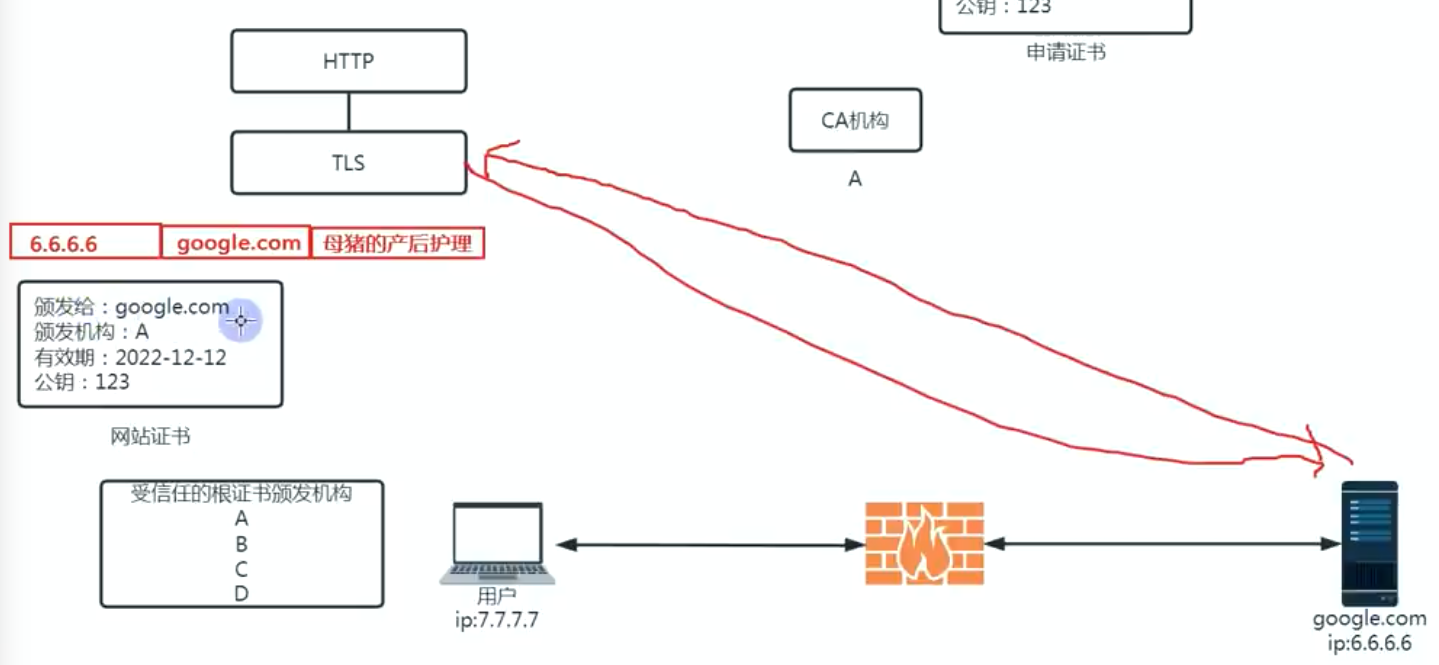 公钥：123
申请证书
HTTP
CA机构
TLS
A
6.6.6.6
google.com
母猪的产后护理
颁发给：google.com
颁发机构：A
有效期：2022-12-12
公钥：123
网站证书
受信任的根证书颁发机构
A
B
C
D
用户
ip:7.7.7.7
google.com
ip:6.6.6.6